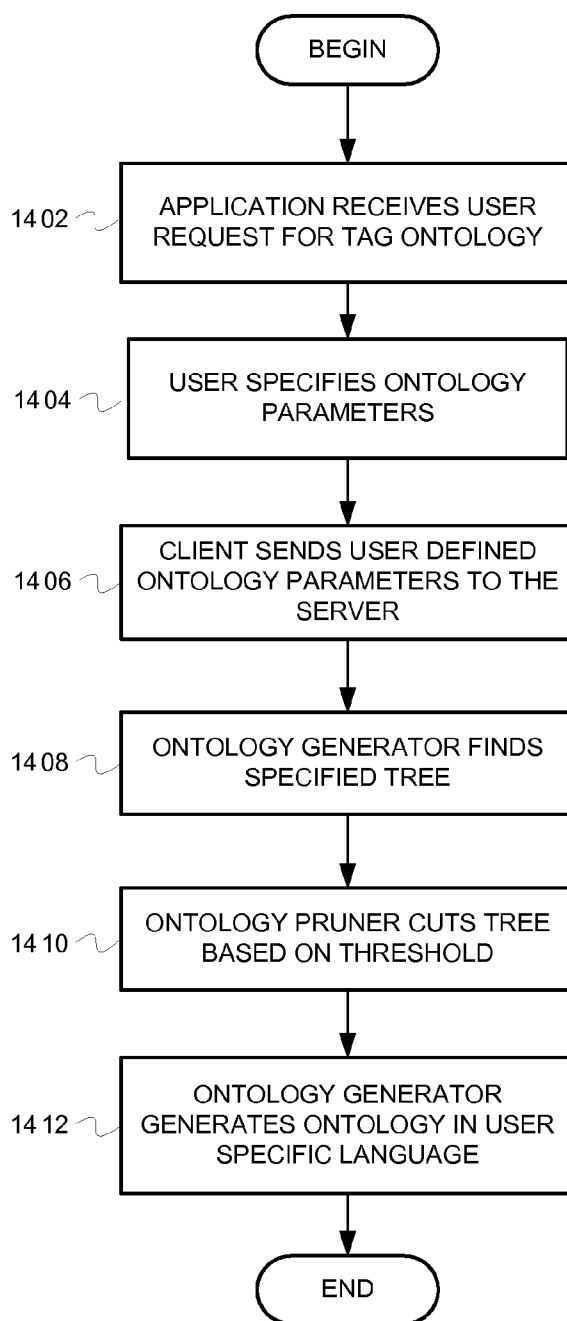 BEGIN
1402
APPLICATION RECEIVES USER
REQUEST FOR TAG ONTOLOGY
1404
USER SPECIFIES ONTOLOGY
PARAMETERS
1406
CLIENT SENDS USER DEFINED
ONTOLOGY PARAMETERS TO THE
SERVER
1408
ONTOLOGY GENERATOR FINDS
SPECIFIED TREE
1410
ONTOLOGY PRUNER CUTS TREE
BASED ON THRESHOLD
1412
ONTOLOGY GENERATOR
GENERATES ONTOLOGY IN USER
SPECIFIC LANGUAGE
END